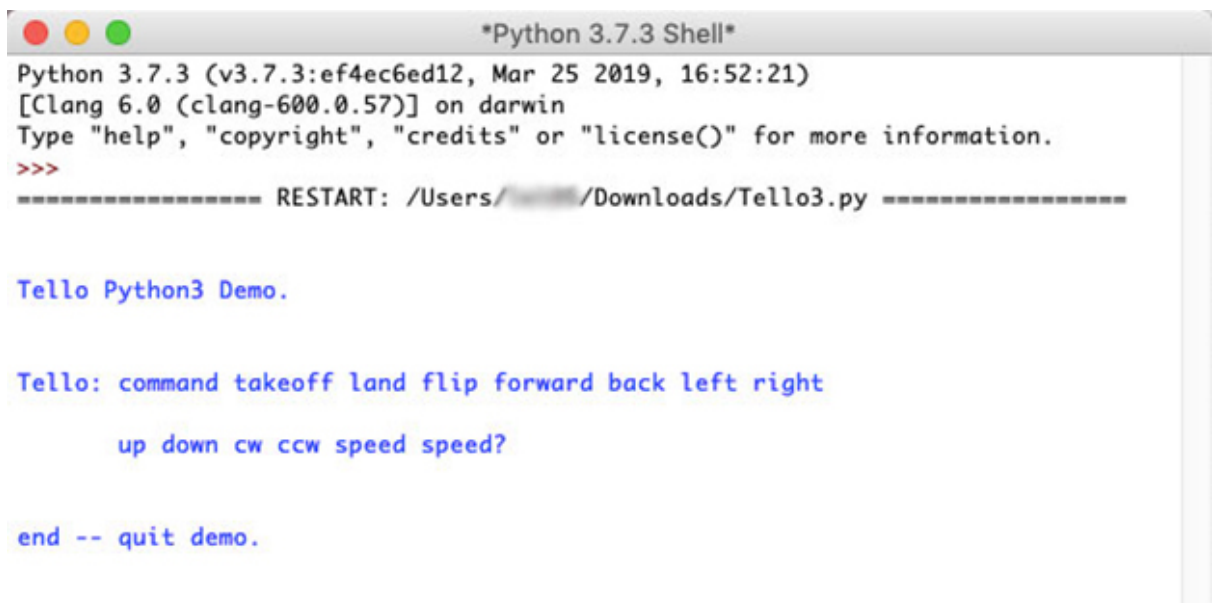 *Python 3.7.3 Shell*
Python 3.7.3 (v3.7.3:ef4ec6ed12, Mar 25 2019, 16:52:21)
[Clang 6.0 (clang-600.0.57)] on darwin
Type "help", "copyright", "credits" or "license()" for more information.
>>>
================= RESTART: /Users/ /Downloads/Tello3.py =================
Tello Python3 Demo.
Tello: command takeoff land flip forward back left right
up down cw ccw speed speed?
end -- quit demo.